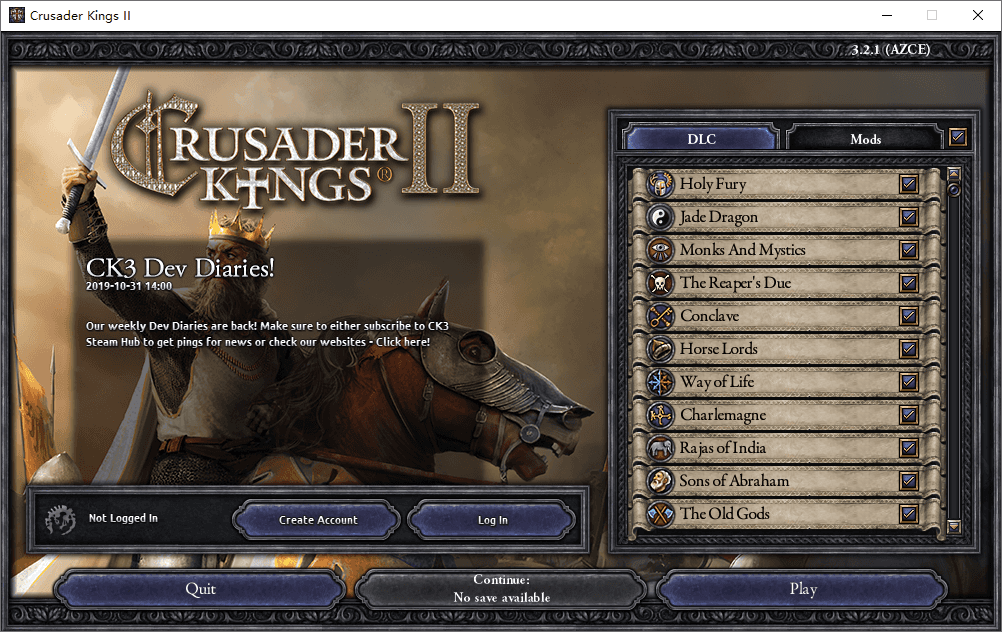 Crusader Kings II
3.2.1 (AZCE)
CRUSADER
KINGS® II
DLC
Mods
Holy Fury
Jade Dragon
Monks And Mystics
The Reaper's Due
Conclave
Horse Lords
Way of Life
Charlemagne
Rajas of India
Sons of Abraham
The Old Gods
CK3 Dev Diaries!
2019-10-31 14:00
Our weekly Dev Diaries are back! Make sure to either subscribe to CK3
Steam Hub to get pings for news or check our websites - Click here!
Not Logged In
Create Account
Log In
Quit
Continue:
No save available
Play